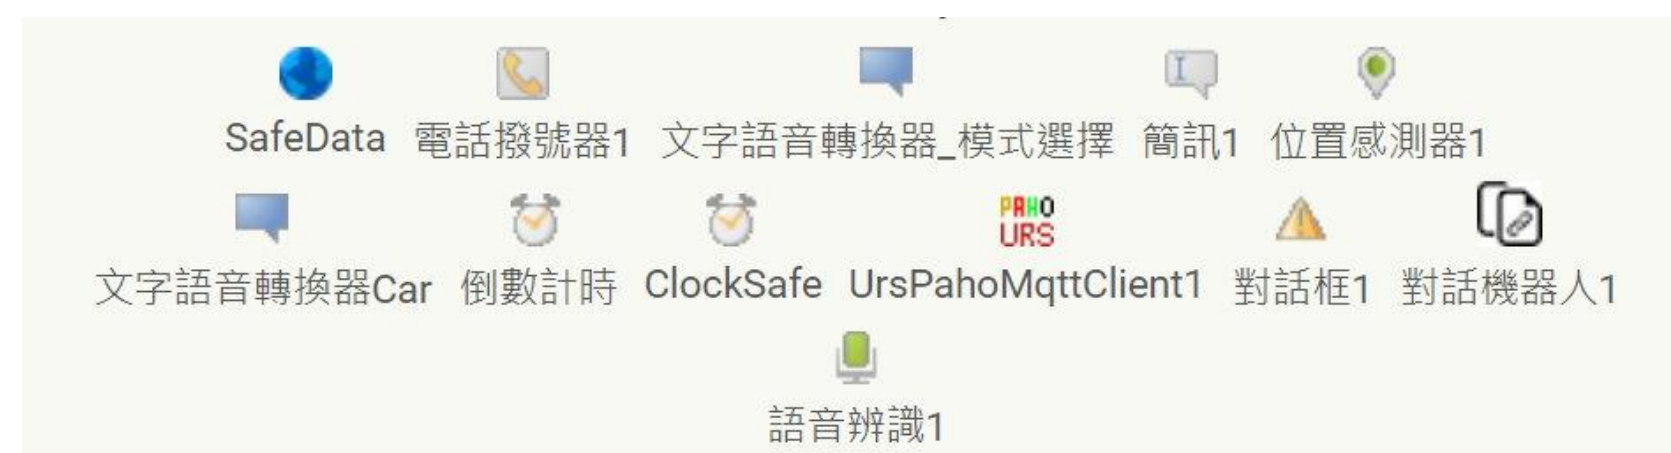 SafeData 電話撥號器1 文字語音轉換器_模式選擇 簡訊1 位置感測器1
PAHO
URS
文字語音轉換器Car 倒數計時 ClockSafe UrsPahoMqttClient1 對話框1 對話機器人1
語音辨識1